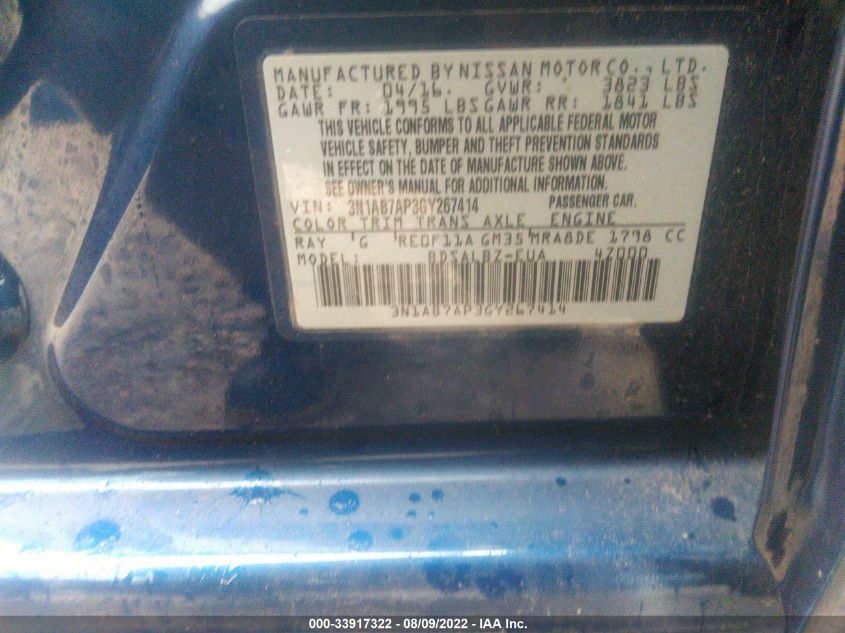 MANUFACTURED BY NISSAN MOTOR CO., LTD.
DATE: 04/16. GVWR: 3823 LBS
GAWR FR: 1995 LBS GAWR RR: 1841 LBS
THIS VEHICLE CONFORMS TO ALL APPLICABLE FEDERAL MOTOR
VEHICLE SAFETY, BUMPER AND THEFT PREVENTION STANDARDS
IN EFFECT ON THE DATE OF MANUFACTURE SHOWN ABOVE.
SEE OWNER'S MANUAL FOR ADDITIONAL INFORMATION.
VIN: 3N1AB7AP3GY267414 PASSENGER CAR.
COLOR TRIM TRANS AXLE ENGINE
RAY G RE0F11A GM35 MRA8DE 1798 CC
MODEL: BDSALBZ-EUA 4Z000
3N1AB7AP3GY267414
000-33917322 - 08/09/2022 - IAA Inc.